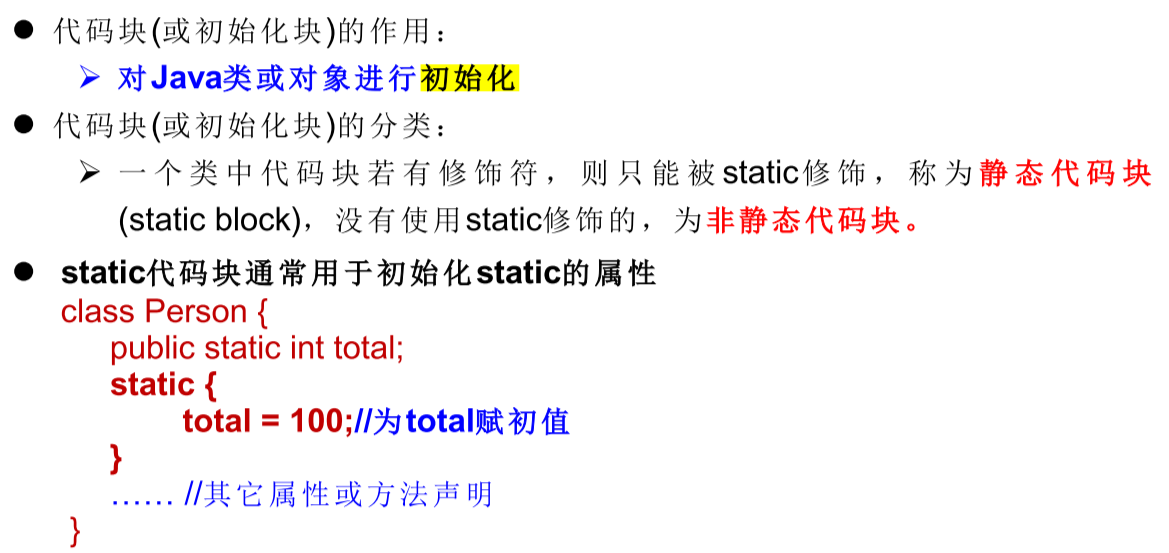 ● 代码块(或初始化块)的作用：
➢ 对Java类或对象进行初始化
● 代码块(或初始化块)的分类：
➢ 一个类中代码块若有修饰符，则只能被static修饰，称为静态代码块
(static block)，没有使用static修饰的，为非静态代码块。
● static代码块通常用于初始化static的属性
class Person {
public static int total;
static {
total = 100;//为total赋初值
}
…… //其它属性或方法声明
}